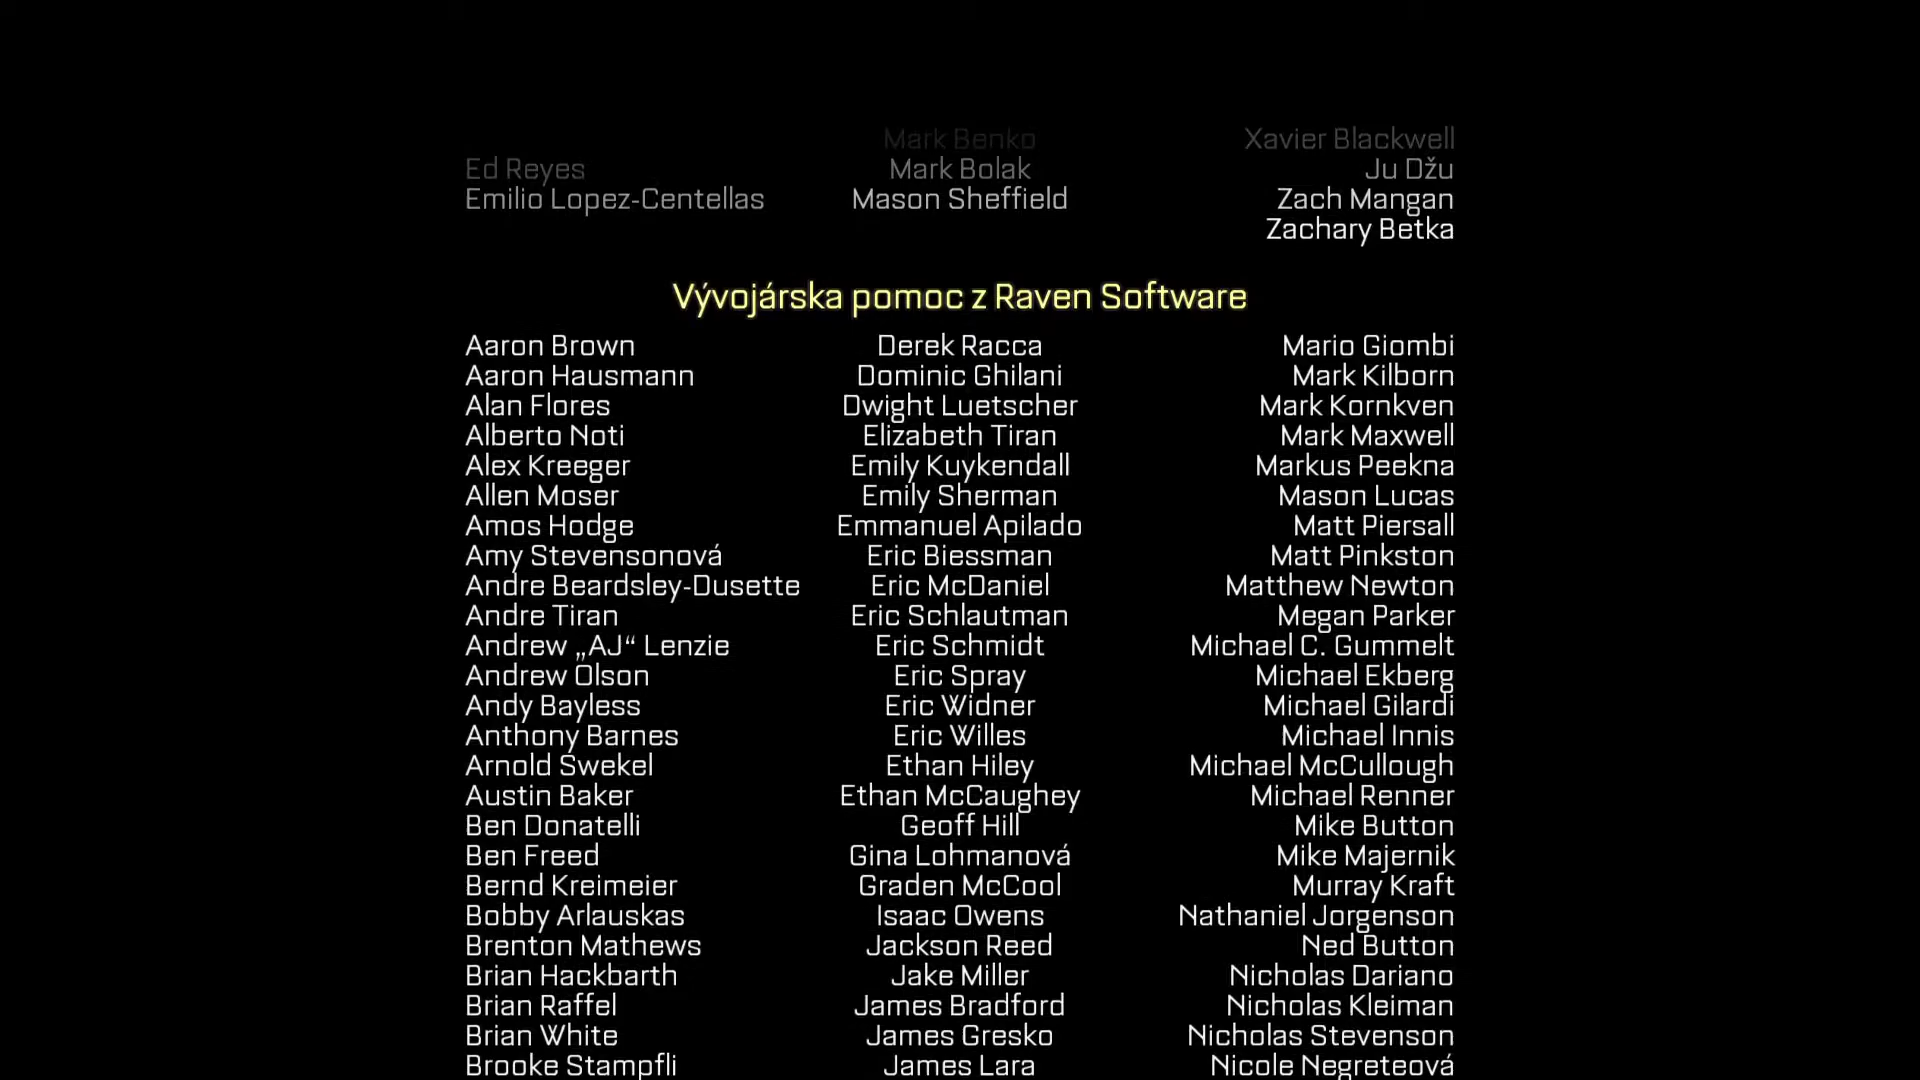 Mark Benko Xavier Blackwell
Ed Reyes Mark Bolak Ju Džu
Emilio Lopez-Centellas Mason Sheffield Zach Mangan
Zachary Betka
Vývojárska pomoc z Raven Software
Aaron Brown Derek Racca Mario Giombi
Aaron Hausmann Dominic Ghilani Mark Kilborn
Alan Flores Dwight Luetscher Mark Kornkven
Alberto Noti Elizabeth Tiran Mark Maxwell
Alex Kreeger Emily Kuykendall Markus Peekna
Allen Moser Emily Sherman Mason Lucas
Amos Hodge Emmanuel Apilado Matt Piersall
Amy Stevensonová Eric Biessman Matt Pinkston
Andre Beardsley-Dusette Eric McDaniel Matthew Newton
Andre Tiran Eric Schlautman Megan Parker
Andrew „AJ“ Lenzie Eric Schmidt Michael C. Gummelt
Andrew Olson Eric Spray Michael Ekberg
Andy Bayless Eric Widner Michael Gilardi
Anthony Barnes Eric Willes Michael Innis
Arnold Swekel Ethan Hiley Michael McCullough
Austin Baker Ethan McCaughey Michael Renner
Ben Donatelli Geoff Hill Mike Button
Ben Freed Gina Lohmanová Mike Majernik
Bernd Kreimeier Graden McCool Murray Kraft
Bobby Arlauskas Isaac Owens Nathaniel Jorgenson
Brenton Mathews Jackson Reed Ned Button
Brian Hackbarth Jake Miller Nicholas Dariano
Brian Raffel James Bradford Nicholas Kleiman
Brian White James Gresko Nicholas Stevenson
Brooke Stampfli James Lara Nicole Negreteová